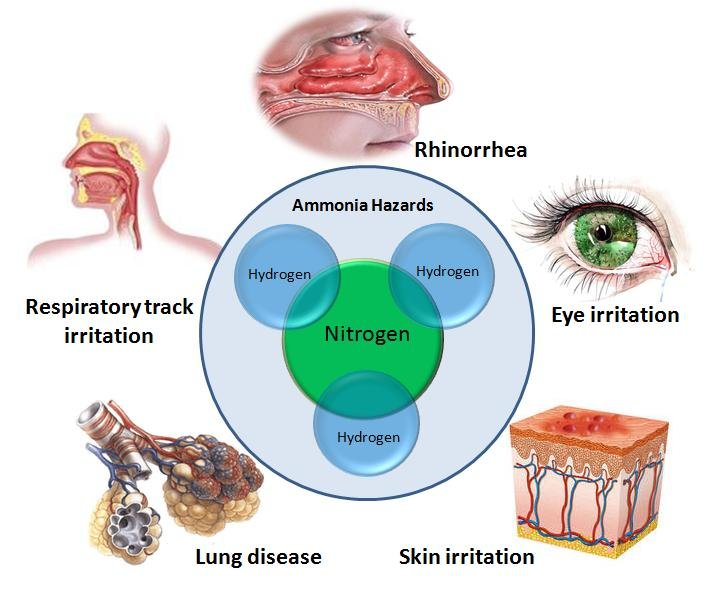 Rhinorrhea
Ammonia Hazards
Hydrogen
Hydrogen
Respiratory track
irritation
Nitrogen
Eye irritation
Hydrogen
Lung disease
Skin irritation